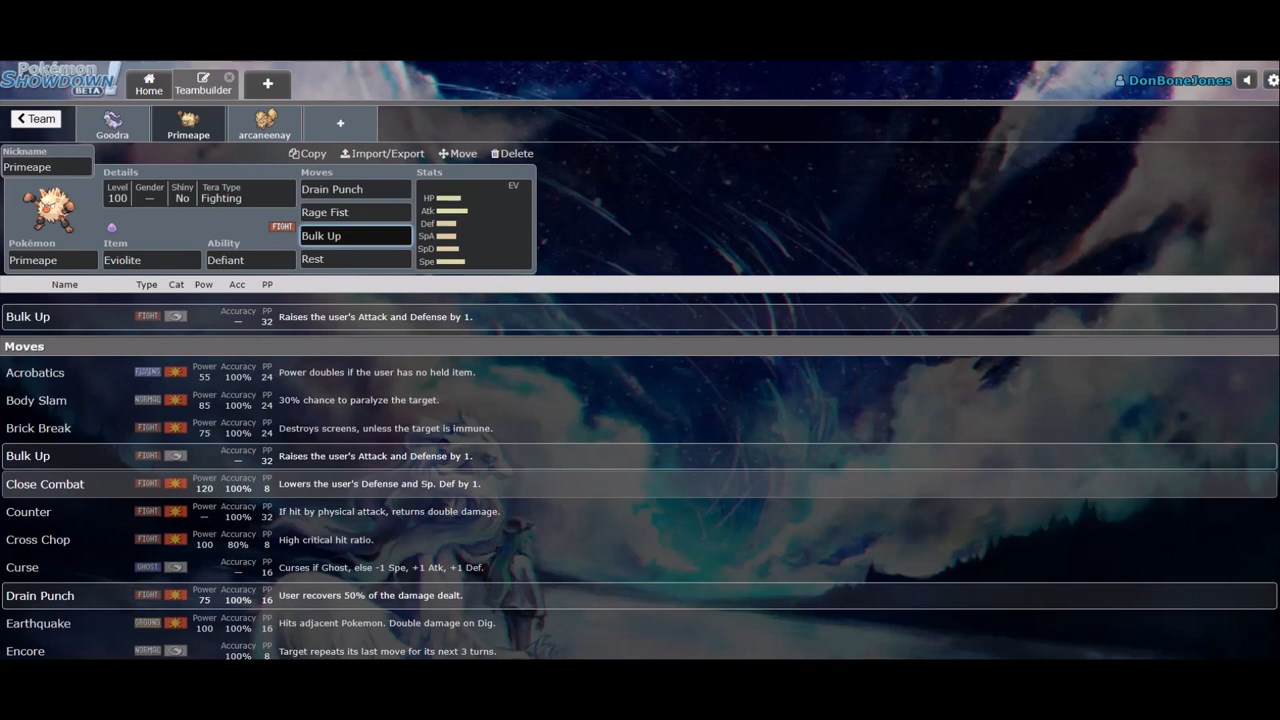 Pokémon
SHOWDOWN
BETA
Home
Teambuilder
+
DonBoneJones
Team
Goodra
Primeape
arcaneenay
+
Nickname
Primeape
Copy Import/Export Move Delete
Details
Level Gender Shiny Tera Type
100 — No Fighting
FIGHT
Pokémon Item Ability
Primeape Eviolite Defiant
Moves
Drain Punch
Rage Fist
Bulk Up
Rest
Stats
EV
HP
Atk
Def
SpA
SpD
Spe
Name Type Cat Pow Acc PP
Bulk Up FIGHT Accuracy — PP 32 Raises the user's Attack and Defense by 1.
Moves
Acrobatics FLYING Power 55 Accuracy 100% PP 24 Power doubles if the user has no held item.
Body Slam NORMAL Power 85 Accuracy 100% PP 24 30% chance to paralyze the target.
Brick Break FIGHT Power 75 Accuracy 100% PP 24 Destroys screens, unless the target is immune.
Bulk Up FIGHT Accuracy — PP 32 Raises the user's Attack and Defense by 1.
Close Combat FIGHT Power 120 Accuracy 100% PP 8 Lowers the user's Defense and Sp. Def by 1.
Counter FIGHT Power — Accuracy 100% PP 32 If hit by physical attack, returns double damage.
Cross Chop FIGHT Power 100 Accuracy 80% PP 8 High critical hit ratio.
Curse GHOST Accuracy — PP 16 Curses if Ghost, else -1 Spe, +1 Atk, +1 Def.
Drain Punch FIGHT Power 75 Accuracy 100% PP 16 User recovers 50% of the damage dealt.
Earthquake GROUND Power 100 Accuracy 100% PP 16 Hits adjacent Pokemon. Double damage on Dig.
Encore NORMAL Accuracy 100% PP 8 Target repeats its last move for its next 3 turns.